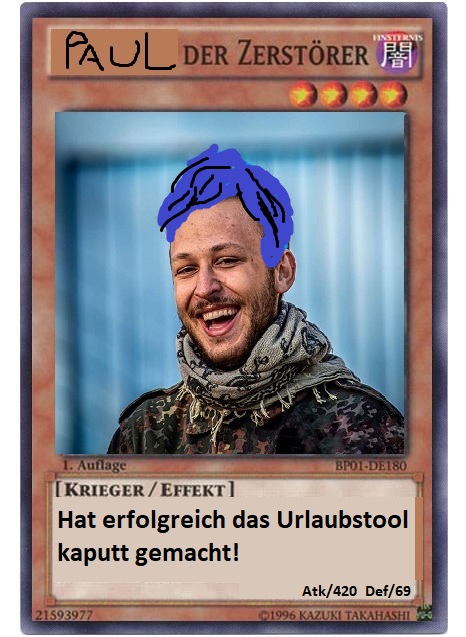 PAUL DER ZERSTÖRER
FINSTERNIS
闇
1. Auflage BP01-DE180
[KRIEGER/EFFEKT]
Hat erfolgreich das Urlaubstool
kaputt gemacht!
Atk/420 Def/69
21593977 ©1996 KAZUKI TAKAHASHI